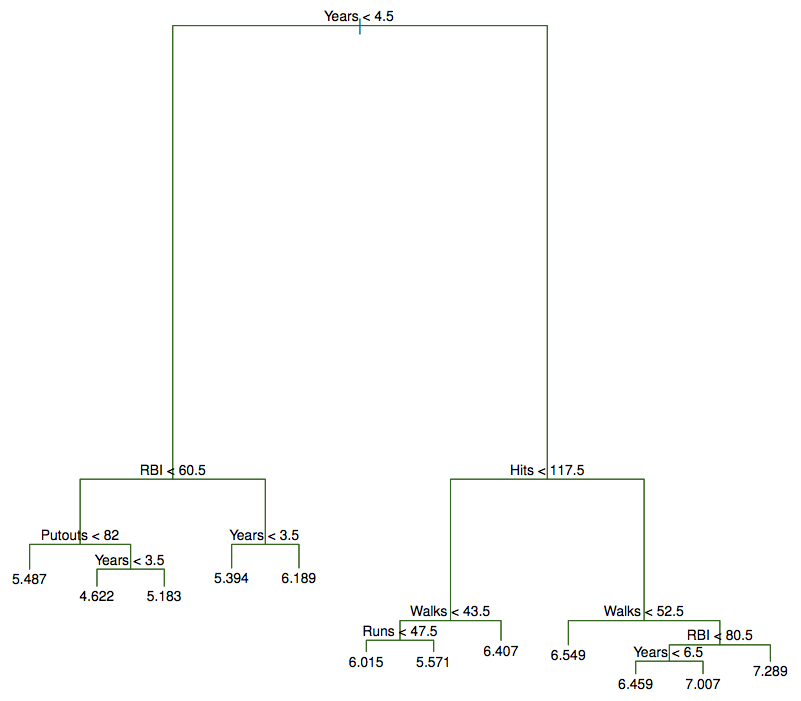 Years < 4.5
RBI < 60.5
Hits < 117.5
Putouts < 82
Years < 3.5
Years < 3.5
5.487
4.622
5.183
5.394
6.189
Walks < 43.5
Walks < 52.5
Runs < 47.5
RBI < 80.5
Years < 6.5
6.015
5.571
6.407
6.549
6.459
7.007
7.289